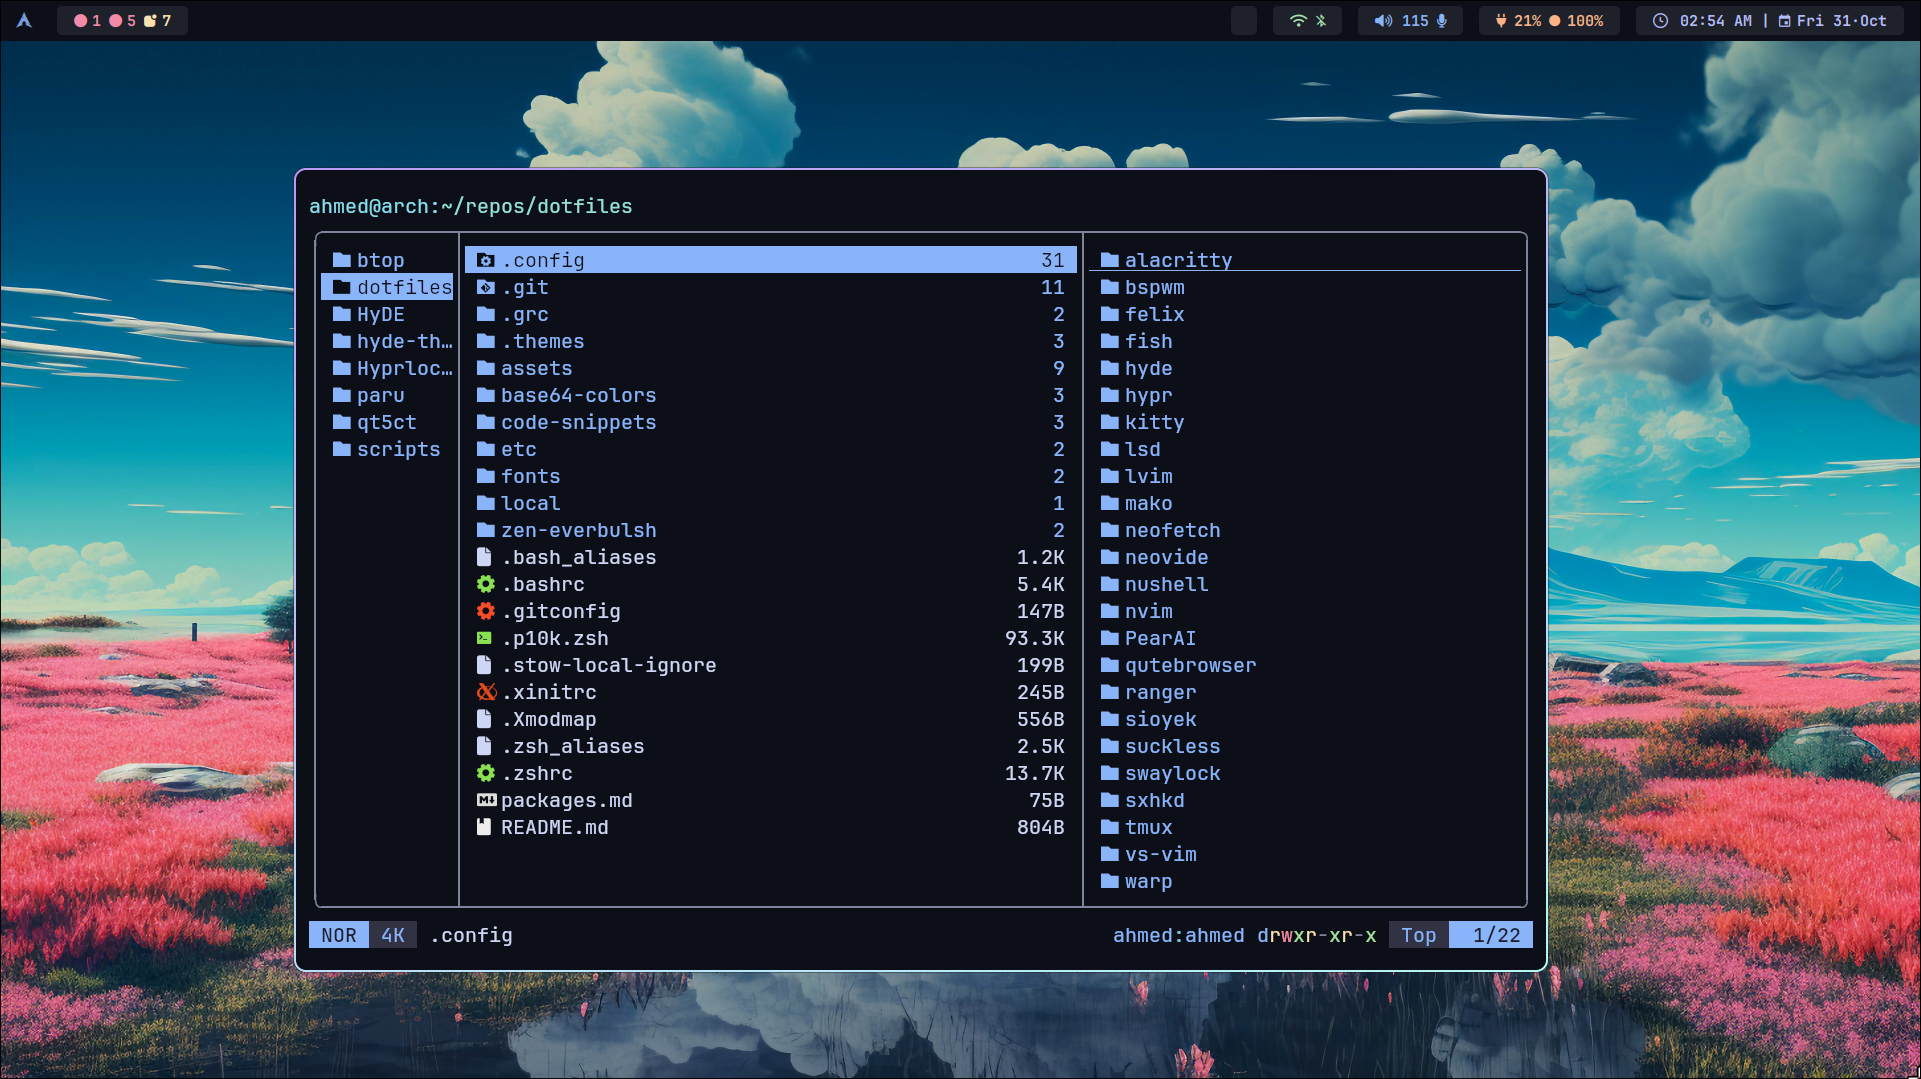 1 5 7
115
21% 100%
02:54 AM | Fri 31·Oct
ahmed@arch:~/repos/dotfiles
btop
dotfiles
HyDE
hyde-th…
Hyprloc…
paru
qt5ct
scripts
.config 31
.git 11
.grc 2
.themes 3
assets 9
base64-colors 3
code-snippets 3
etc 2
fonts 2
local 1
zen-everbulsh 2
.bash_aliases 1.2K
.bashrc 5.4K
.gitconfig 147B
.p10k.zsh 93.3K
.stow-local-ignore 199B
.xinitrc 245B
.Xmodmap 556B
.zsh_aliases 2.5K
.zshrc 13.7K
packages.md 75B
README.md 804B
alacritty
bspwm
felix
fish
hyde
hypr
kitty
lsd
lvim
mako
neofetch
neovide
nushell
nvim
PearAI
qutebrowser
ranger
sioyek
suckless
swaylock
sxhkd
tmux
vs-vim
warp
NOR 4K .config
ahmed:ahmed drwxr-xr-x Top 1/22